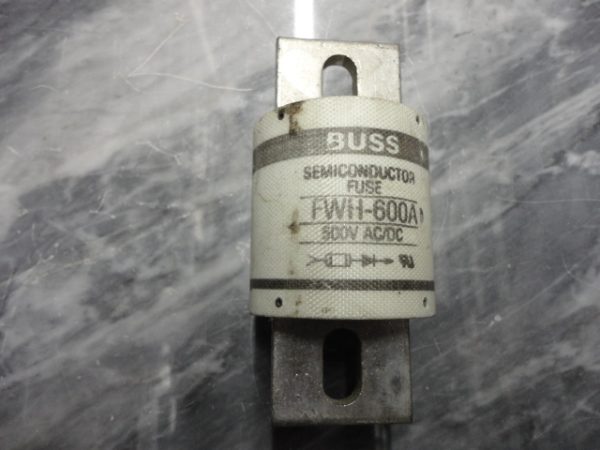 BUSS
SEMICONDUCTOR
FUSE
FWH-600A
500V AC/DC